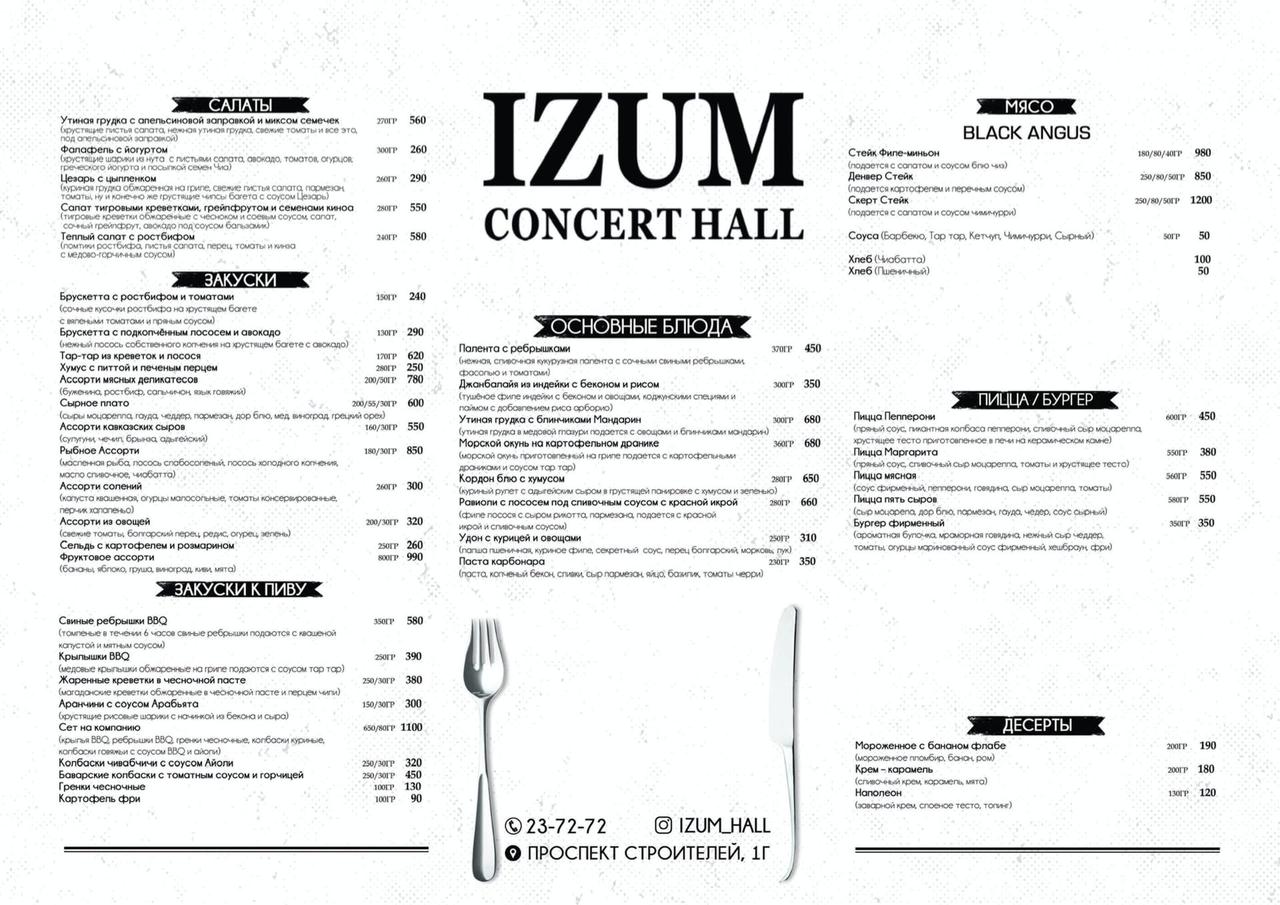 САЛАТЫ
Утиная грудка с апельсиновой заправкой и миксом семечек 270ГР 560
(хрустящие листья салата, нежная утиная грудка, свежие томаты и все это,
под апельсиновой заправкой)
Фалафель с йогуртом 300ГР 260
(хрустящие шарики из нута с листьями салата, авокадо, томатов, огурцов,
греческого йогурта и посыпкой семен Чиа)
Цезарь с цыпленком 260ГР 290
(куриная грудка обжаренная на гриле, свежие листья салата, пармезан,
томаты, ну и конечно же грустящие чипсы багета с соусом Цезарь)
Салат тигровыми креветками, грейпфрутом и семенами киноа 280ГР 550
(тигровые креветки обжаренные с чесноком и соевым соусом, салат,
сочный грейпфрут, авокадо под соусом бальзамик)
Теплый салат с ростбифом 240ГР 580
(ломтики ростбифа, листья салата, перец, томаты и кинза
с медово-горчичным соусом)
ЗАКУСКИ
Брускетта с ростбифом и томатами 150ГР 240
(сочные кусочки ростбифа на хрустящем багете
с вялеными томатами и пряным соусом)
Брускетта с подкопчённым лососем и авокадо 130ГР 290
(нежный лосось собственного копчения на хрустящем багете с авокадо)
Тар-тар из креветок и лосося 170ГР 620
Хумус с питтой и печеным перцем 280ГР 250
Ассорти мясных деликатесов 200/50ГР 780
(буженина, ростбиф, сальчичон, язык говяжий)
Сырное плато 200/55/30ГР 600
(сыры моцарелла, гауда, чеддер, пармезан, дор блю, мед, виноград, грецкий орех)
Ассорти кавказских сыров 160/30ГР 550
(сулугуни, чечил, брынза, адыгейский)
Рыбное Ассорти 180/30ГР 850
(масленная рыба, лосось слабосоленый, лосось холодного копчения,
масло сливочное, чиабатта)
Ассорти солений 260ГР 300
(капуста квашенная, огурцы малосольные, томаты консервированные,
перчик халапеньо)
Ассорти из овощей 200/30ГР 320
(свежие томаты, болгарский перец, редис, огурец, зелень)
Сельдь с картофелем и розмарином 250ГР 260
Фруктовое ассорти 800ГР 990
(бананы, яблоко, груша, виноград, киви, мята)
ЗАКУСКИ К ПИВУ
Свиные ребрышки BBQ 350ГР 580
(томленые в течении 6 часов свиные ребрышки подаются с квашеной
капустой и мятным соусом)
Крылышки BBQ 250ГР 390
(медовые крылышки обжаренные на гриле подаются с соусом тар тар)
Жаренные креветки в чесночной пасте 250/30ГР 380
(магаданские креветки обжаренные в чесночной пасте и перцем чили)
Аранчини с соусом Арабьята 150/30ГР 300
(хрустящие рисовые шарики с начинкой из бекона и сыра)
Сет на компанию 650/80ГР 1100
(крылья BBQ, ребрышки BBQ, гренки чесночные, колбаски куриные,
колбаски говяжьи с соусом BBQ и айоли)
Колбаски чивабчичи с соусом Айоли 250/30ГР 320
Баварские колбаски с томатным соусом и горчицей 250/30ГР 450
Гренки чесночные 100ГР 130
Картофель фри 100ГР 90
IZUM
CONCERT HALL
ОСНОВНЫЕ БЛЮДА
Палента с ребрышками 370ГР 450
(нежная, сливочная кукурузная палента с сочными свиными ребрышками,
фасолью и томатами)
Джанбалайя из индейки с беконом и рисом 300ГР 350
(тушёное филе индейки с беконом и овощами, коджунскими специями и
лаймом с добавлением риса арборио)
Утиная грудка с блинчиками Мандарин 300ГР 680
(утиная грудка в медовой глазури подается с овощами и блинчиками мандарин)
Морской окунь на картофельном дранике 360ГР 680
(морской окунь приготовленный на гриле подается с картофельными
драниками и соусом тар тар)
Кордон блю с хумусом 280ГР 650
(куриный рулет с адыгейским сыром в грустящей панировке с хумусом и зеленью)
Равиоли с лососем под сливочным соусом с красной икрой 280ГР 660
(филе лосося с сыром рикотта, пармезана, подается с красной
икрой и сливочным соусом)
Удон с курицей и овощами 250ГР 310
(лапша пшеничная, куриное филе, секретный соус, перец болгарский, морковь, лук)
Паста карбонара 230ГР 350
(паста, копченый бекон, сливки, сыр пармезан, яйцо, базилик, томаты черри)
23-72-72 IZUM_HALL
ПРОСПЕКТ СТРОИТЕЛЕЙ, 1Г
МЯСО
BLACK ANGUS
Стейк Филе-миньон 180/80/40ГР 980
(подается с салатом и соусом блю чиз)
Денвер Стейк 250/80/50ГР 850
(подается картофелем и перечным соусом)
Скерт Стейк 250/80/50ГР 1200
(подается с салатом и соусом чимичурри)
Соуса (Барбекю, Тар тар, Кетчуп, Чимичурри, Сырный) 50ГР 50
Хлеб (Чиабатта) 100
Хлеб (Пшеничный) 50
ПИЦЦА / БУРГЕР
Пицца Пепперони 600ГР 450
(пряный соус, пикантная колбаса пепперони, сливочный сыр моцарелла,
хрустящее тесто приготовленное в печи на керамическом камне)
Пицца Маргарита 550ГР 380
(пряный соус, сливочный сыр моцарелла, томаты и хрустящее тесто)
Пицца мясная 560ГР 550
(соус фирменный, пепперони, говядина, сыр моцарелла, томаты)
Пицца пять сыров 580ГР 550
(сыр моцарела, дор блю, пармезан, гауда, чедер, соус сырный)
Бургер фирменный 350ГР 350
(ароматная булочка, мраморная говядина, нежный сыр чеддер,
томаты, огурцы маринованный соус фирменный, хешбраун, фри)
ДЕСЕРТЫ
Мороженное с бананом флабе 200ГР 190
(мороженное пломбир, банан, ром)
Крем – карамель 200ГР 180
(сливочный крем, карамель, мята)
Наполеон 130ГР 120
(заварной крем, слоеное тесто, топинг)